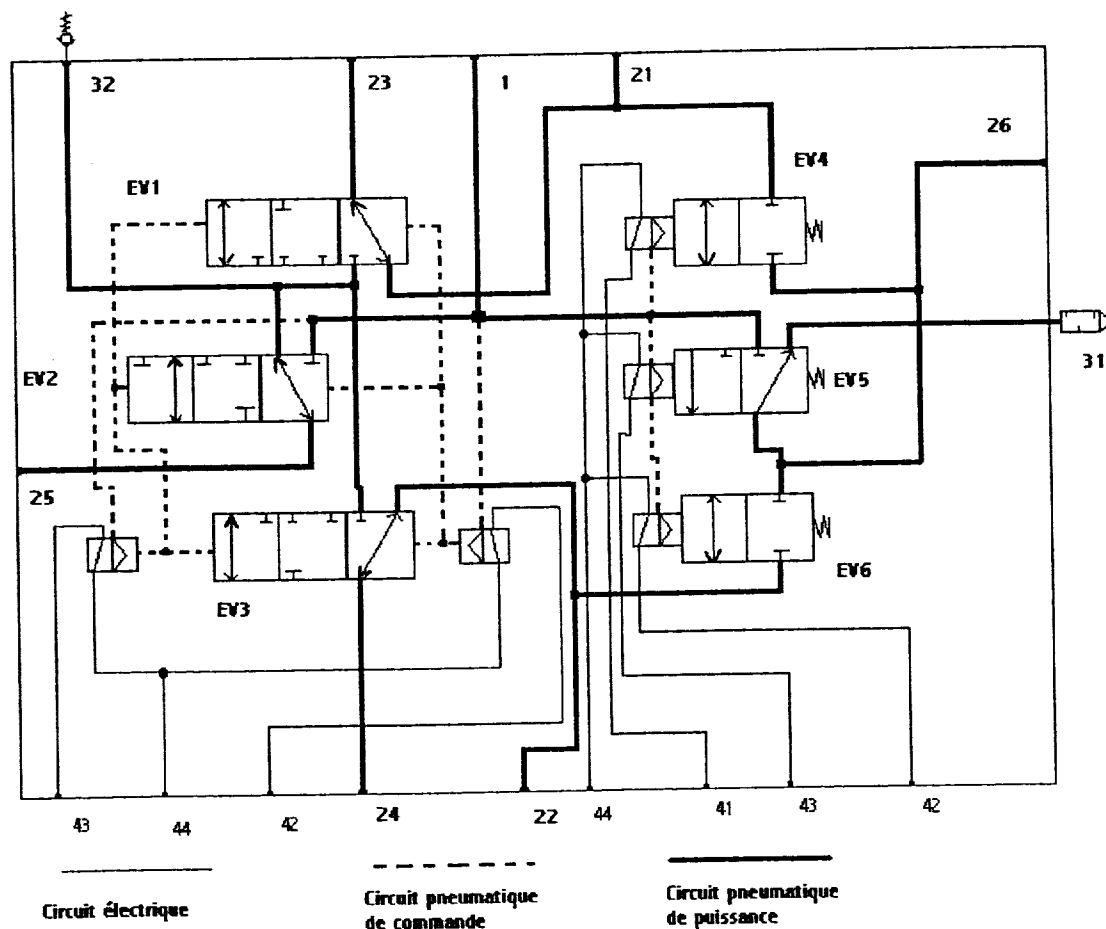 32
23
1
21
26
EV1
EV4
EV2
EV5
31
25
EV3
EV6
43
44
42
24
22
44
41
43
42
Circuit électrique
Circuit pneumatique
de commande
Circuit pneumatique
de puissance